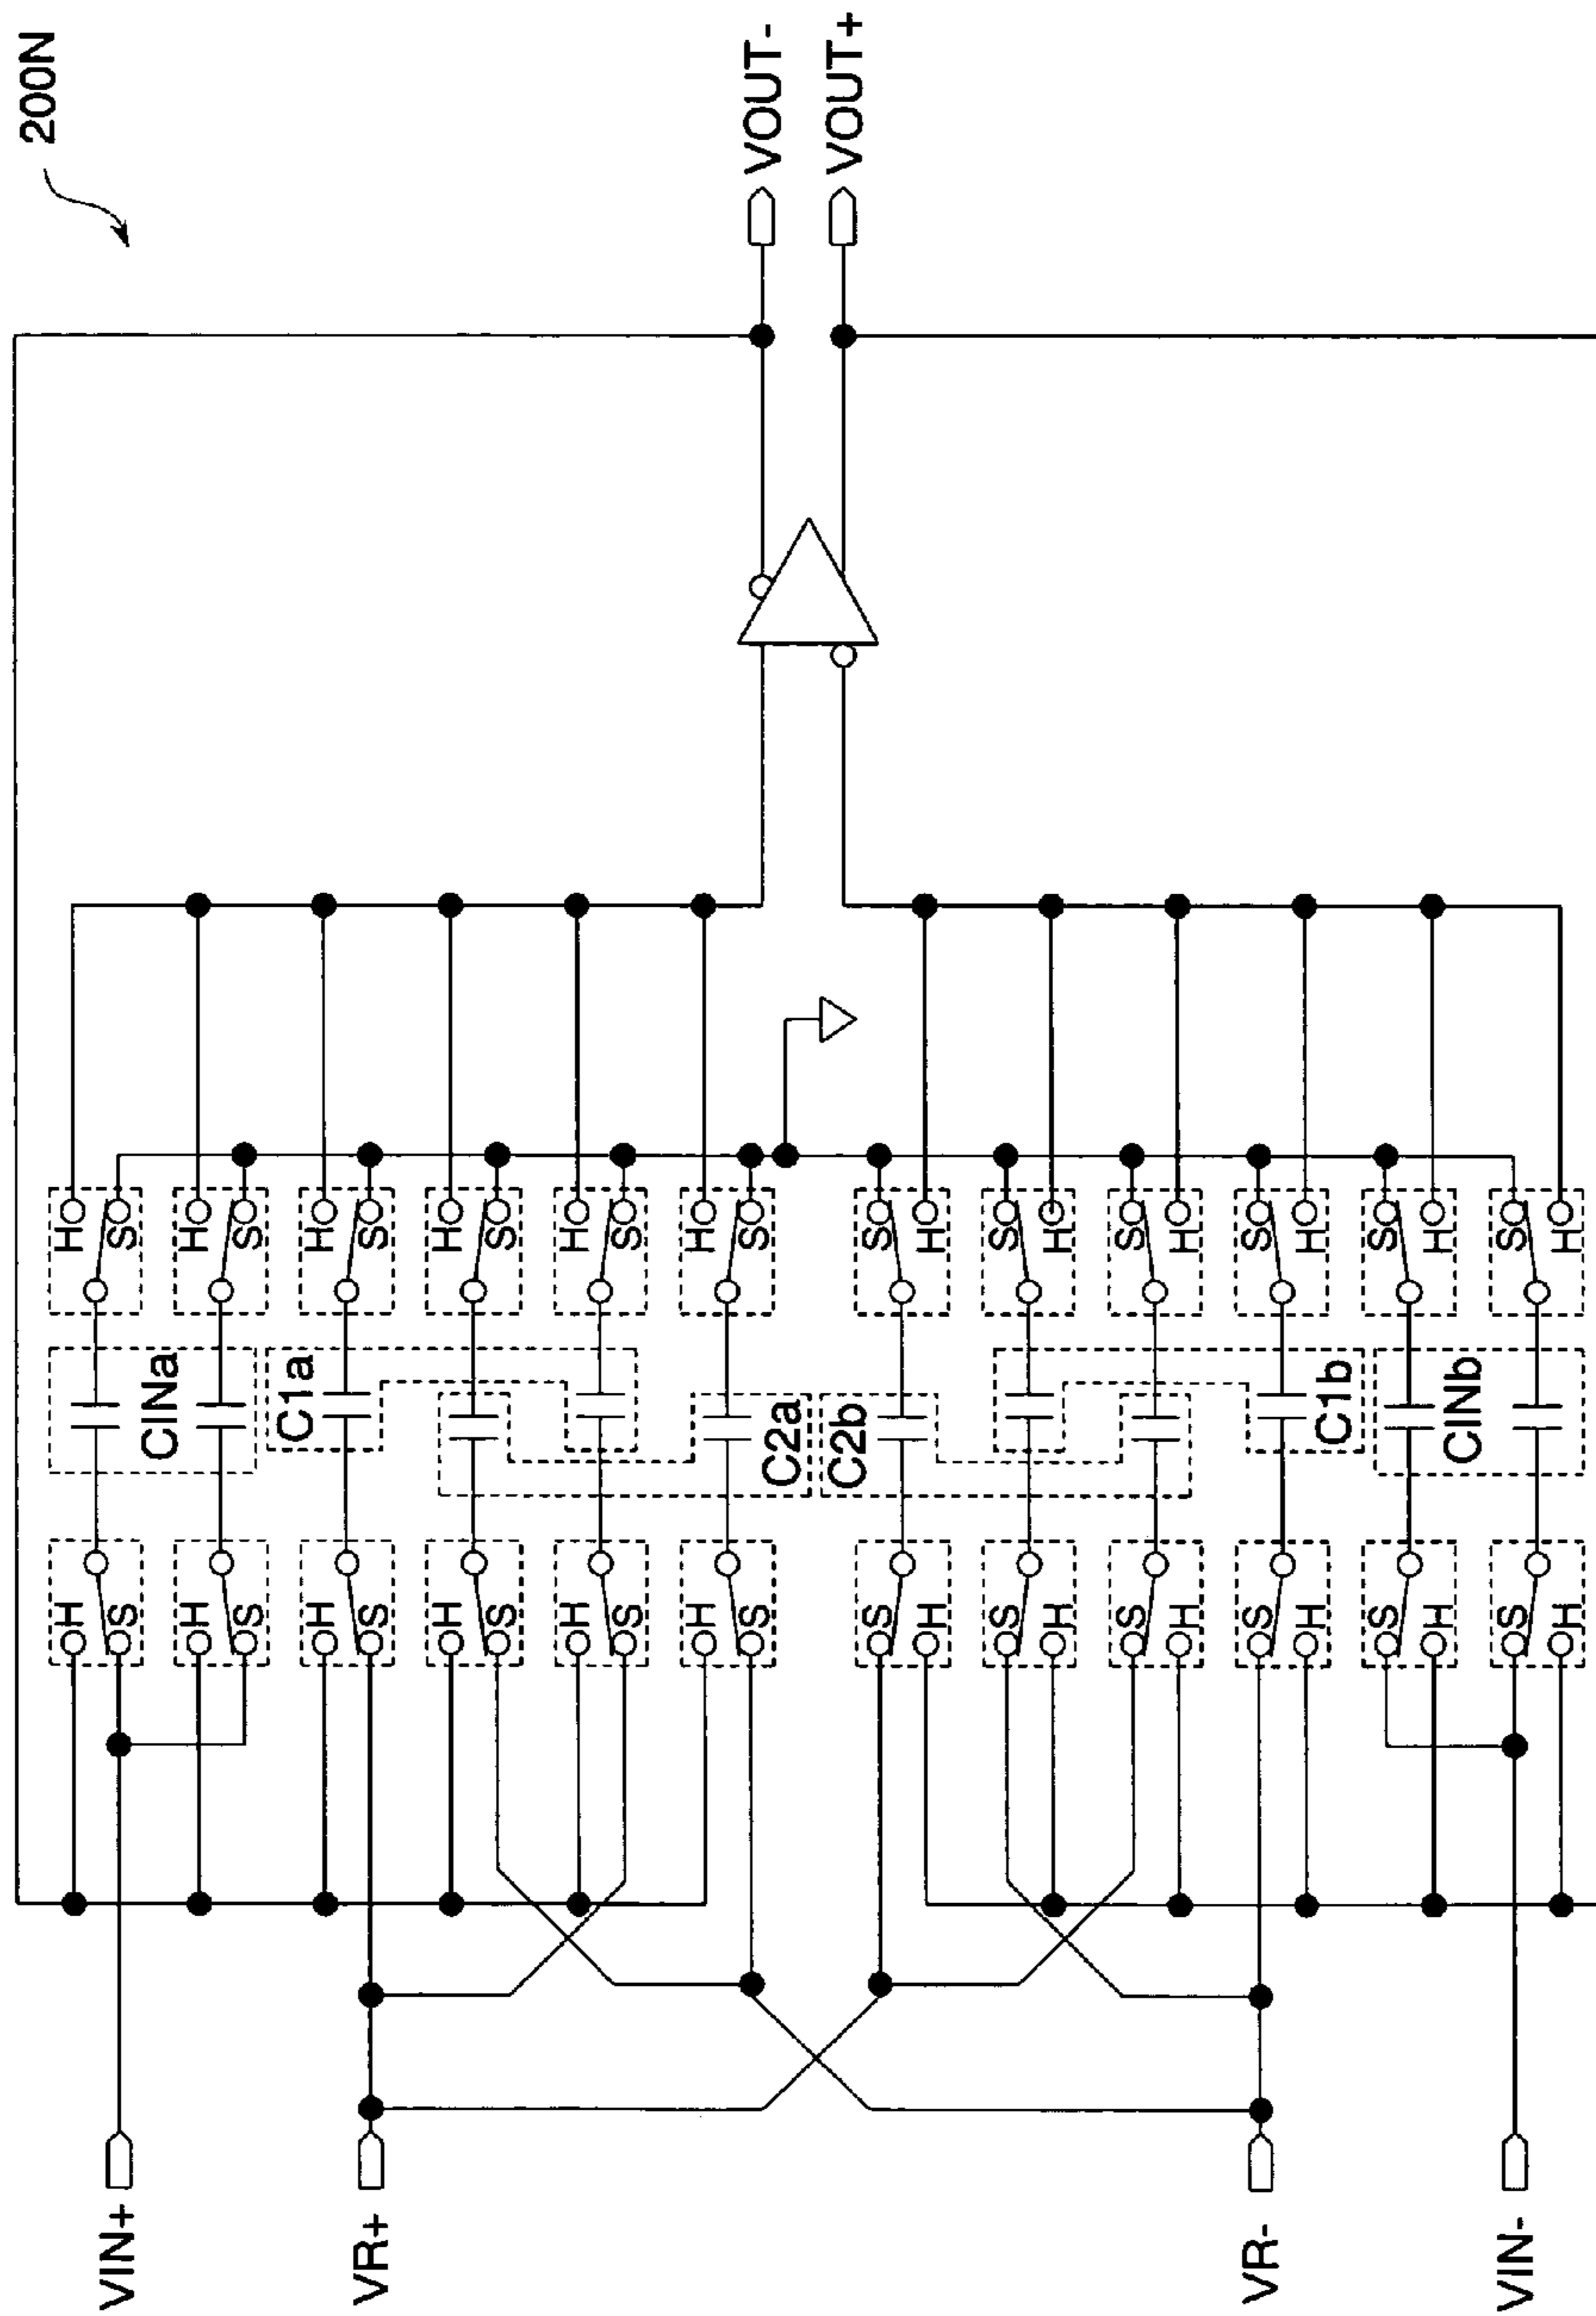 200N
H H
VIN+ S S
CINa
H H
S S
C1a
H H
VR+ S S
H H
S S
H H
S S
H H
S S
VOUT-
C2a
VOUT+
C2b
S S
H H
S S
H H
S S
H H
VR- S S
H H
C1b
S S
H H
CINb
VIN- S S
H H